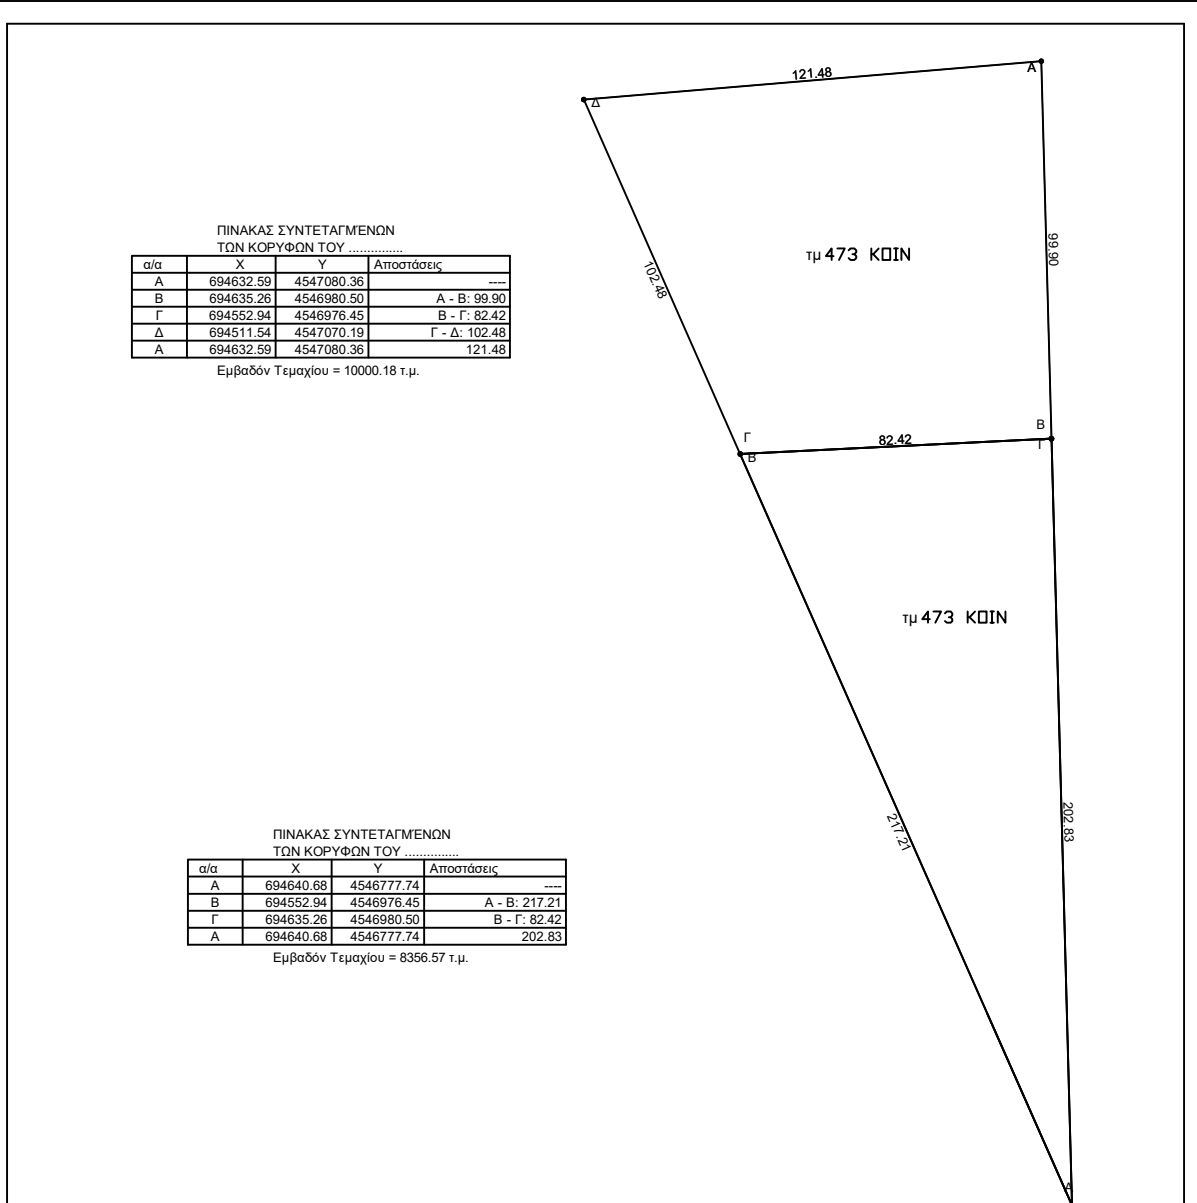 121.48
Α
Δ
ΠΙΝΑΚΑΣ ΣΥΝΤΕΤΑΓΜΈΝΩΝ
ΤΩΝ ΚΟΡΥΦΩΝ ΤΟΥ ...............
α/α Χ Υ Αποστάσεις
Α 694632.59 4547080.36 ----
Β 694635.26 4546980.50 Α - Β: 99.90
Γ 694552.94 4546976.45 Β - Γ: 82.42
Δ 694511.54 4547070.19 Γ - Δ: 102.48
Α 694632.59 4547080.36 121.48
Εμβαδόν Τεμαχίου = 10000.18 τ.μ.
τμ 473 ΚΟΙΝ
99.90
102.48
Β
Γ
82.42
Γ
Β
τμ 473 ΚΟΙΝ
202.83
217.21
ΠΙΝΑΚΑΣ ΣΥΝΤΕΤΑΓΜΈΝΩΝ
ΤΩΝ ΚΟΡΥΦΩΝ ΤΟΥ ...............
α/α Χ Υ Αποστάσεις
Α 694640.68 4546777.74 ----
Β 694552.94 4546976.45 Α - Β: 217.21
Γ 694635.26 4546980.50 Β - Γ: 82.42
Α 694640.68 4546777.74 202.83
Εμβαδόν Τεμαχίου = 8356.57 τ.μ.
Α